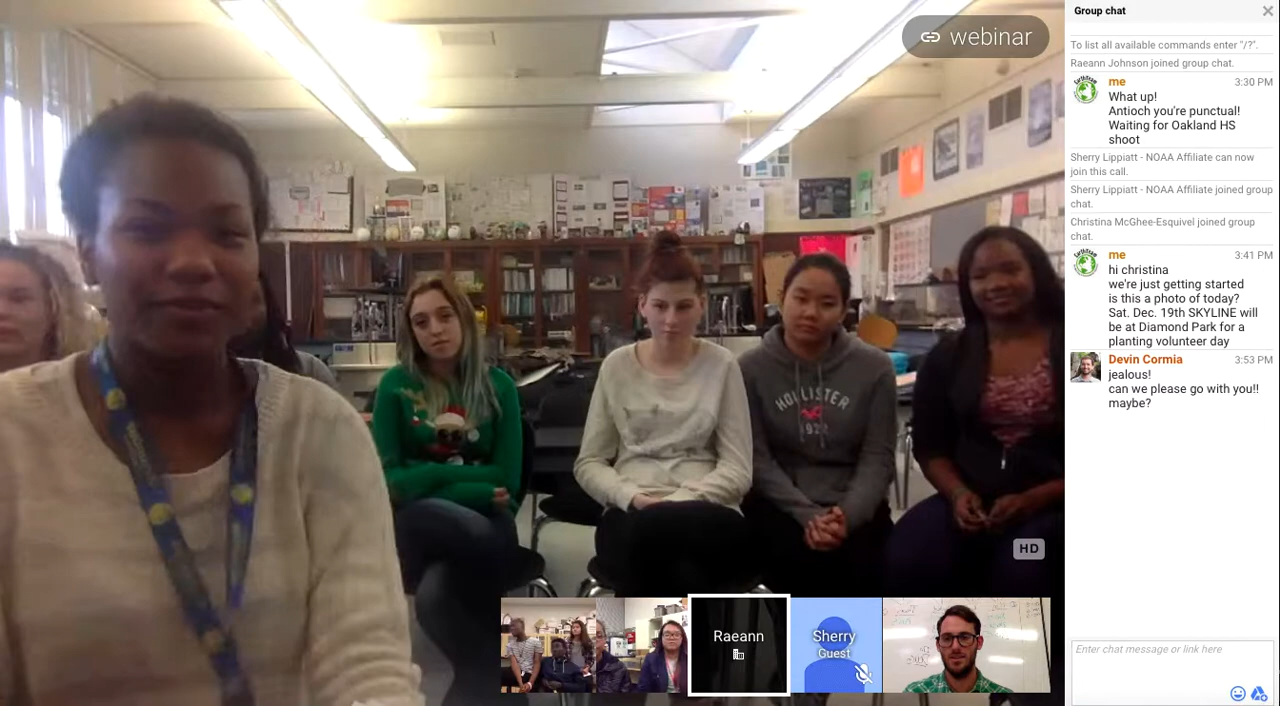 webinar
HOLLISTER
1922
HD
Raeann
Sherry
Guest
Group chat
To list all available commands enter "/?".
Raeann Johnson joined group chat.
me
3:30 PM
What up!
Antioch you're punctual!
Waiting for Oakland HS
shoot
Sherry Lippiatt - NOAA Affiliate can now
join this call.
Sherry Lippiatt - NOAA Affiliate joined group
chat.
Christina McGhee-Esquivel joined group
chat.
me
3:41 PM
hi christina
we're just getting started
is this a photo of today?
Sat. Dec. 19th SKYLINE will
be at Diamond Park for a
planting volunteer day
Devin Cormia
3:53 PM
jealous!
can we please go with you!!
maybe?
Enter chat message or link here